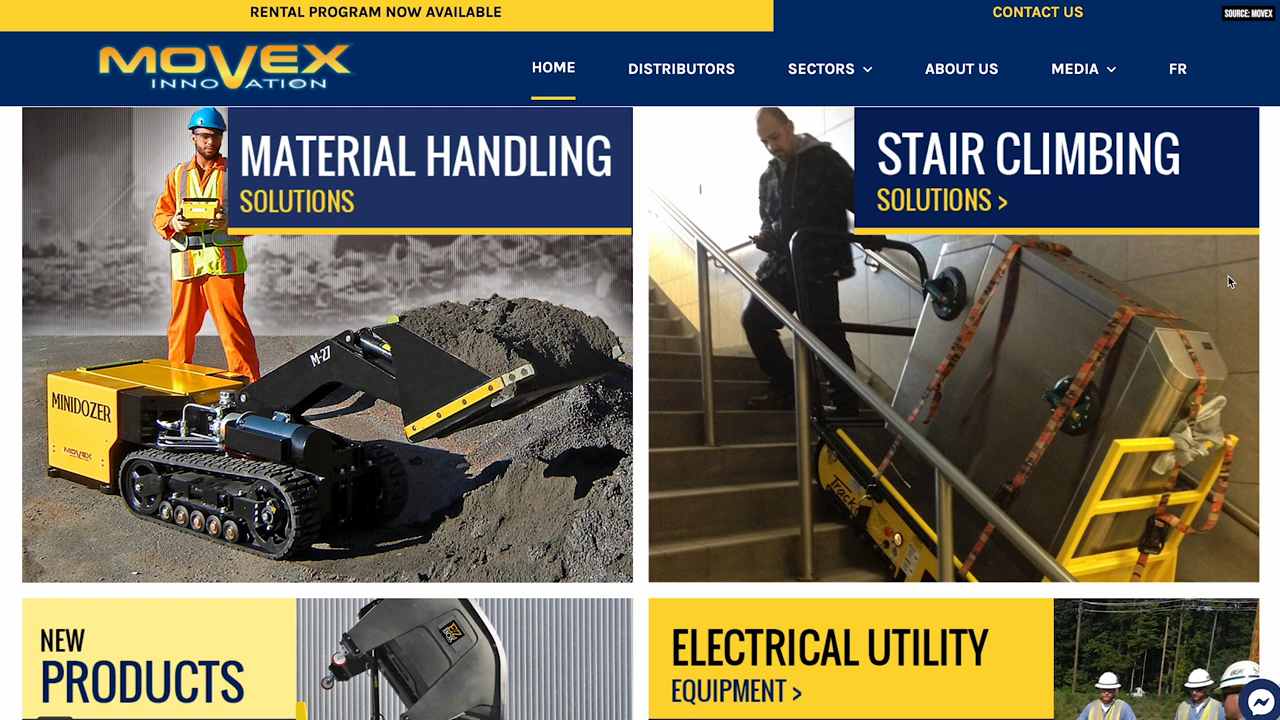 RENTAL PROGRAM NOW AVAILABLE
CONTACT US
SOURCE: MOVEX
MOVEX
INNOVATION
HOME
DISTRIBUTORS
SECTORS
ABOUT US
MEDIA
FR
MATERIAL HANDLING
SOLUTIONS
STAIR CLIMBING
SOLUTIONS >
M-27
MINIDOZER
MOVEX
Track
NEW
PRODUCTS
ELECTRICAL UTILITY
EQUIPMENT >